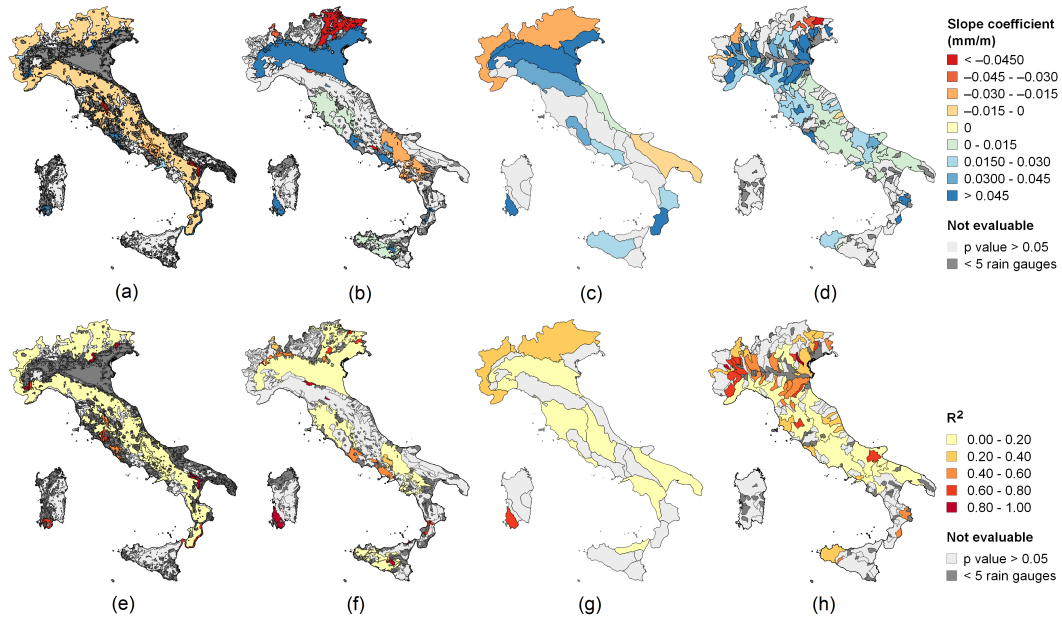 Slope coefficient
(mm/m)
< –0.0450
–0.045 - –0.030
–0.030 - –0.015
–0.015 - 0
0
0 - 0.015
0.0150 - 0.030
0.0300 - 0.045
> 0.045
Not evaluable
p value > 0.05
< 5 rain gauges
(a)
(b)
(c)
(d)
R²
0.00 - 0.20
0.20 - 0.40
0.40 - 0.60
0.60 - 0.80
0.80 - 1.00
Not evaluable
p value > 0.05
< 5 rain gauges
(e)
(f)
(g)
(h)